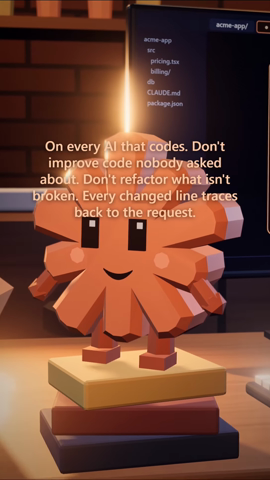 acme-app/
acme-app
src
pricing.tsx
billing/
db
CLAUDE.md
package.json
On every AI that codes. Don't
improve code nobody asked
about. Don't refactor what isn't
broken. Every changed line traces
back to the request.